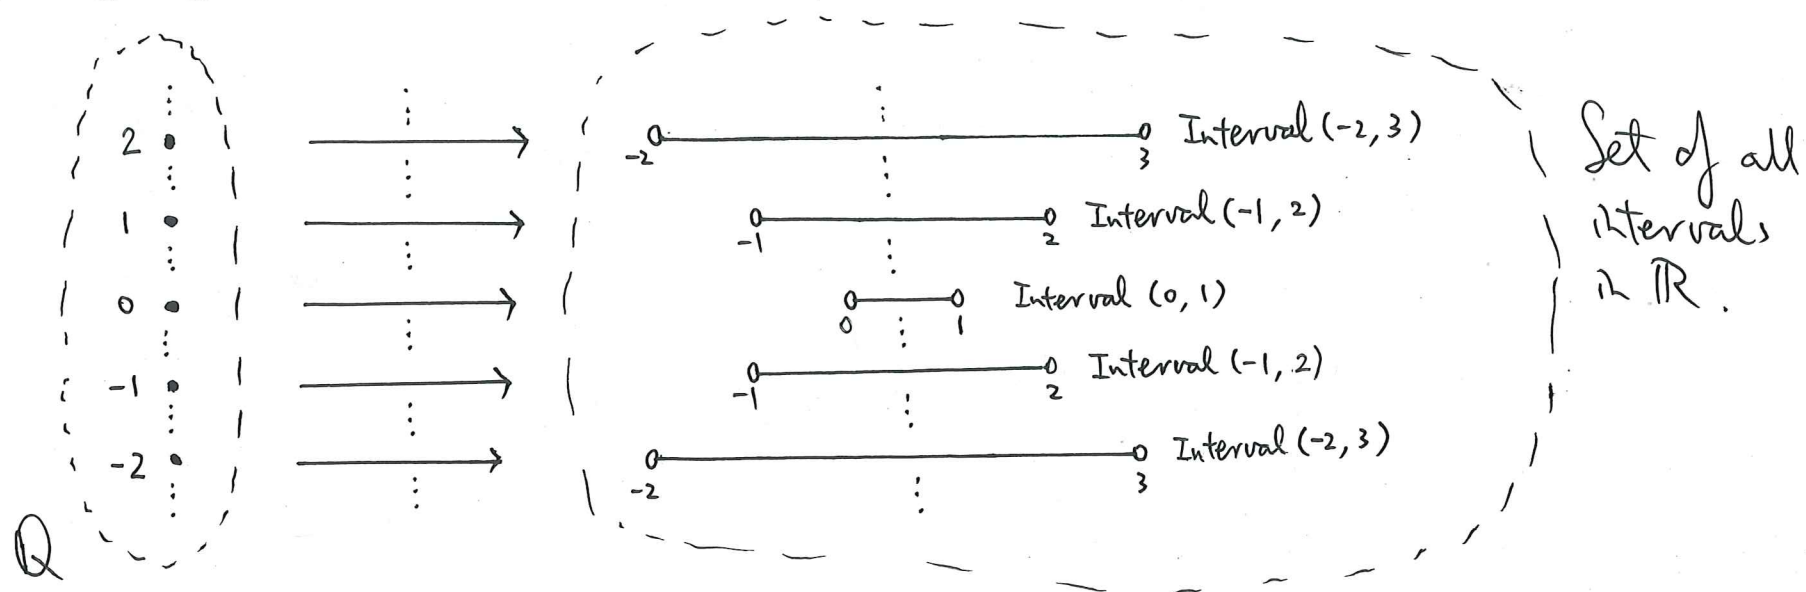 2
-2
3
Interval (-2, 3)
1
-1
2
Interval (-1, 2)
0
0
1
Interval (0, 1)
-1
-1
2
Interval (-1, 2)
-2
-2
3
Interval (-2, 3)
ℚ
Set of all
intervals
in ℝ.